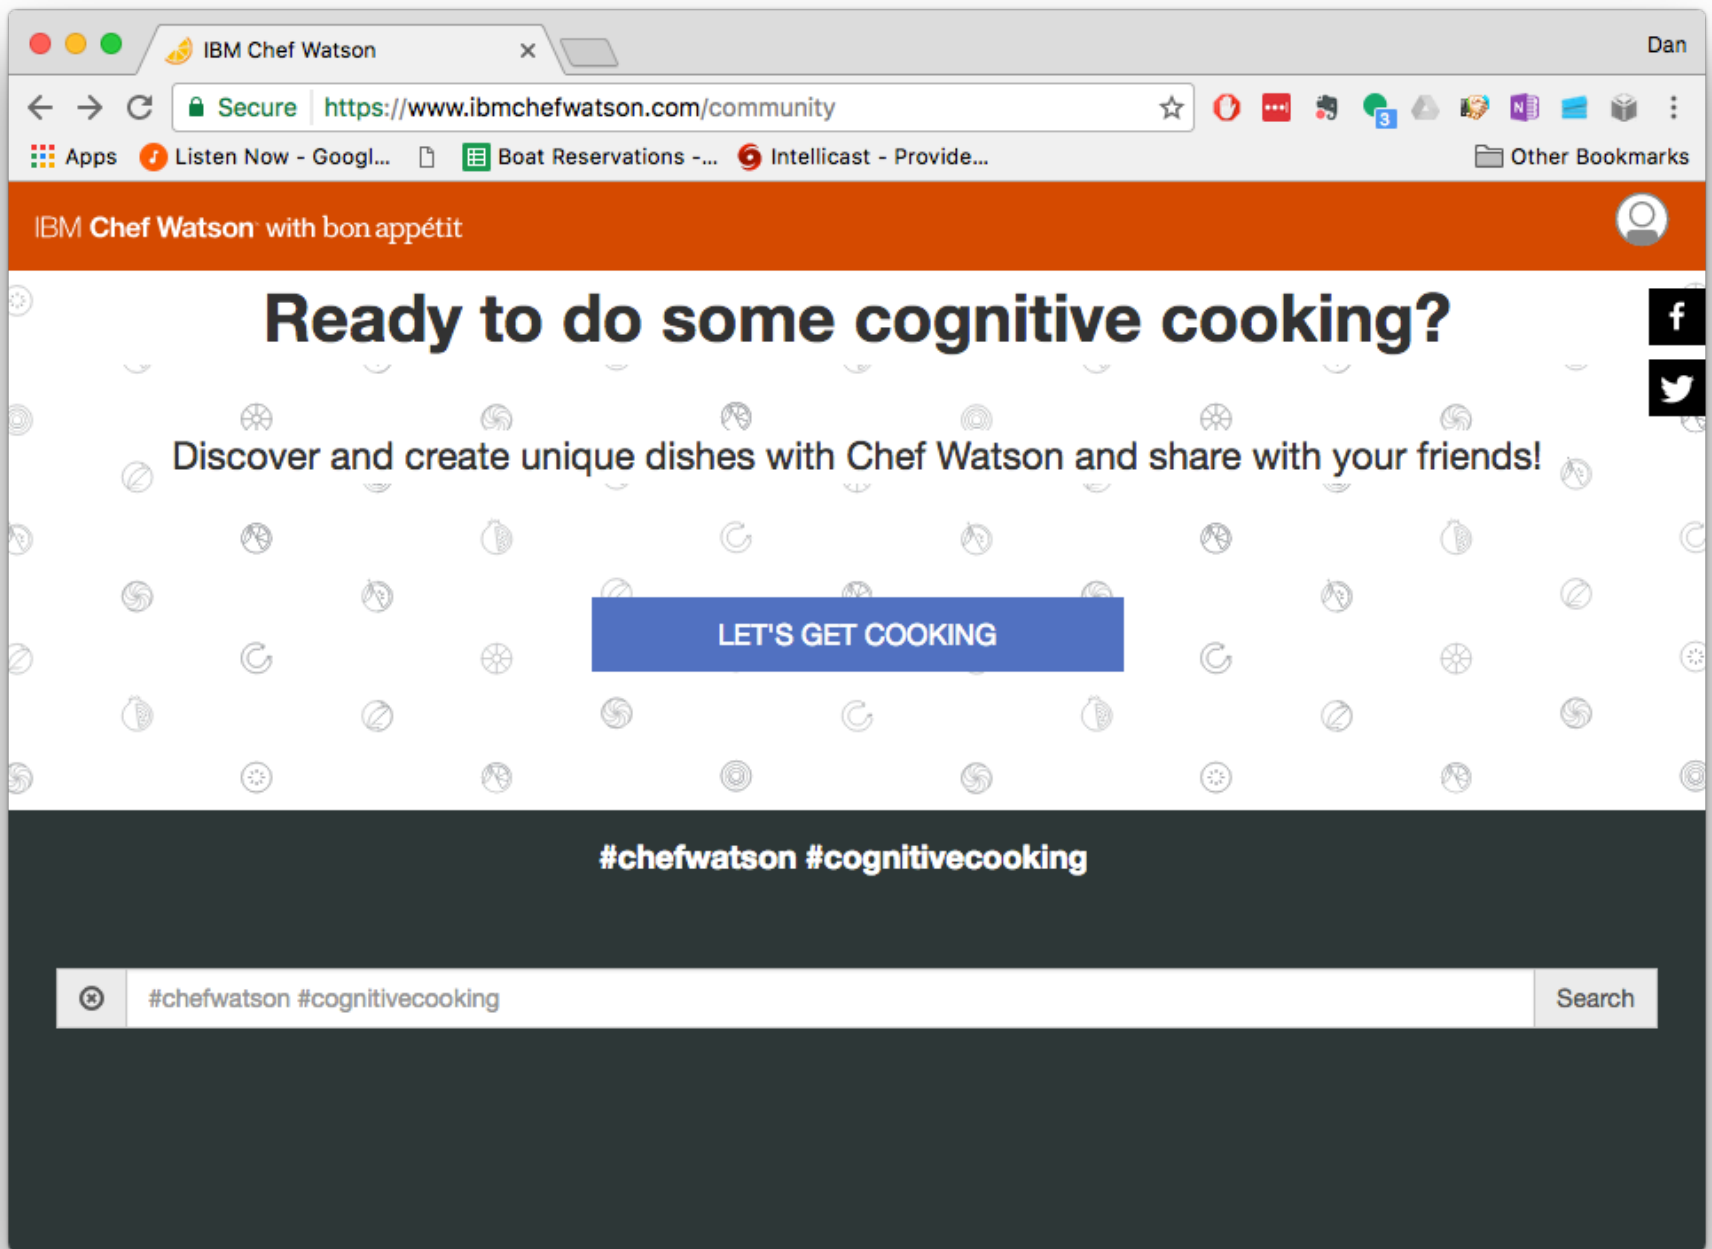 IBM Chef Watson
Dan
Secure https://www.ibmchefwatson.com/community
3
Apps Listen Now - Googl... Boat Reservations -... Intellicast - Provide... Other Bookmarks
IBM Chef Watson with bon appétit
Ready to do some cognitive cooking?
Discover and create unique dishes with Chef Watson and share with your friends!
LET'S GET COOKING
#chefwatson #cognitivecooking
#chefwatson #cognitivecooking Search